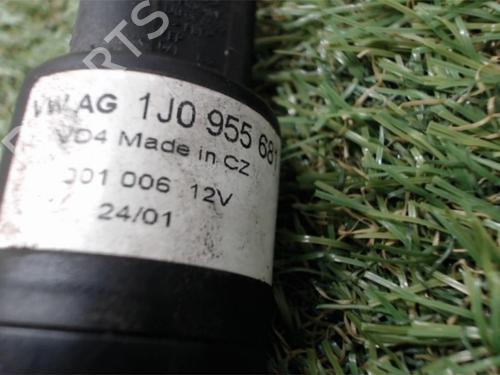 VW AG 1J0 955 681
VD4 Made in CZ
001 006 12V
24/01